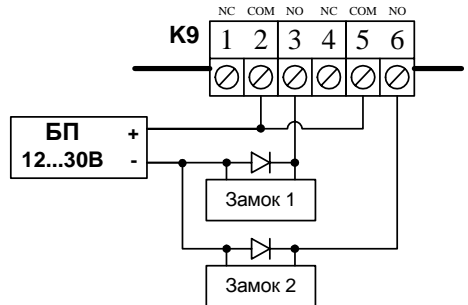 NC COM NO NC COM NO
K9 1 2 3 4 5 6
БП +
12...30В -
Замок 1
Замок 2